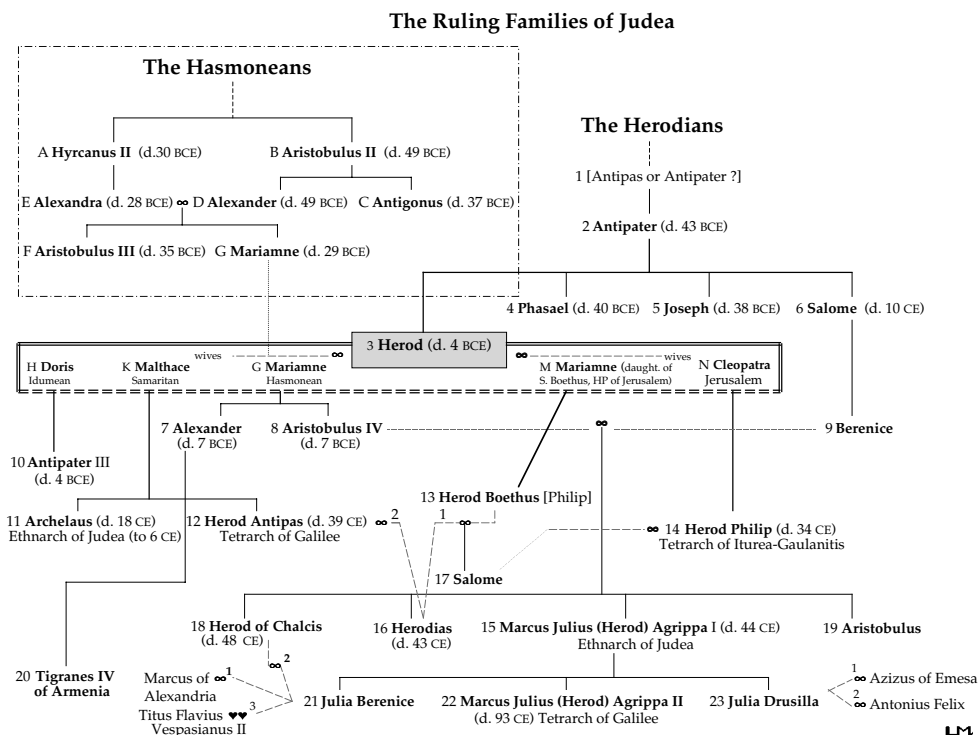 The Ruling Families of Judea
The Hasmoneans
The Herodians
A Hyrcanus II (d.30 BCE)
B Aristobulus II (d. 49 BCE)
1 [Antipas or Antipater ?]
E Alexandra (d. 28 BCE) ∞ D Alexander (d. 49 BCE) C Antigonus (d. 37 BCE)
2 Antipater (d. 43 BCE)
F Aristobulus III (d. 35 BCE) G Mariamne (d. 29 BCE)
4 Phasael (d. 40 BCE) 5 Joseph (d. 38 BCE) 6 Salome (d. 10 CE)
3 Herod (d. 4 BCE)
wives ∞
∞ wives
H Doris
Idumean
K Malthace
Samaritan
G Mariamne
Hasmonean
M Mariamne (daught. of
S. Boethus, HP of Jerusalem)
N Cleopatra
Jerusalem
7 Alexander
(d. 7 BCE)
8 Aristobulus IV
(d. 7 BCE)
∞
9 Berenice
10 Antipater III
(d. 4 BCE)
13 Herod Boethus [Philip]
11 Archelaus (d. 18 CE)
Ethnarch of Judea (to 6 CE)
12 Herod Antipas (d. 39 CE)
Tetrarch of Galilee
∞ 2
1 ∞
∞ 14 Herod Philip (d. 34 CE)
Tetrarch of Iturea-Gaulanitis
17 Salome
18 Herod of Chalcis
(d. 48 CE)
16 Herodias
(d. 43 CE)
15 Marcus Julius (Herod) Agrippa I (d. 44 CE)
Ethnarch of Judea
19 Aristobulus
20 Tigranes IV
of Armenia
∞ 2
Marcus of ∞ 1
Alexandria
Titus Flavius ♥♥ 3
Vespasianus II
21 Julia Berenice
22 Marcus Julius (Herod) Agrippa II
(d. 93 CE) Tetrarch of Galilee
23 Julia Drusilla
1
∞ Azizus of Emesa
2
∞ Antonius Felix